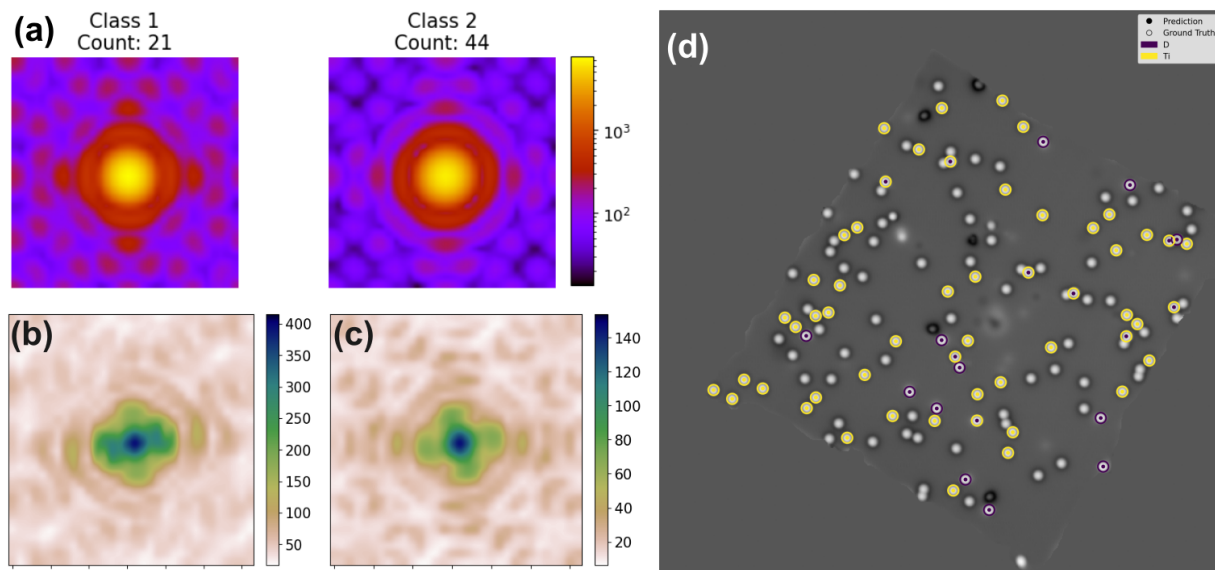 (a)
Class 1
Count: 21
Class 2
Count: 44
10³
10²
(b)
400
350
300
250
200
150
100
50
(c)
140
120
100
80
60
40
20
(d)
Prediction
Ground Truth
D
Ti